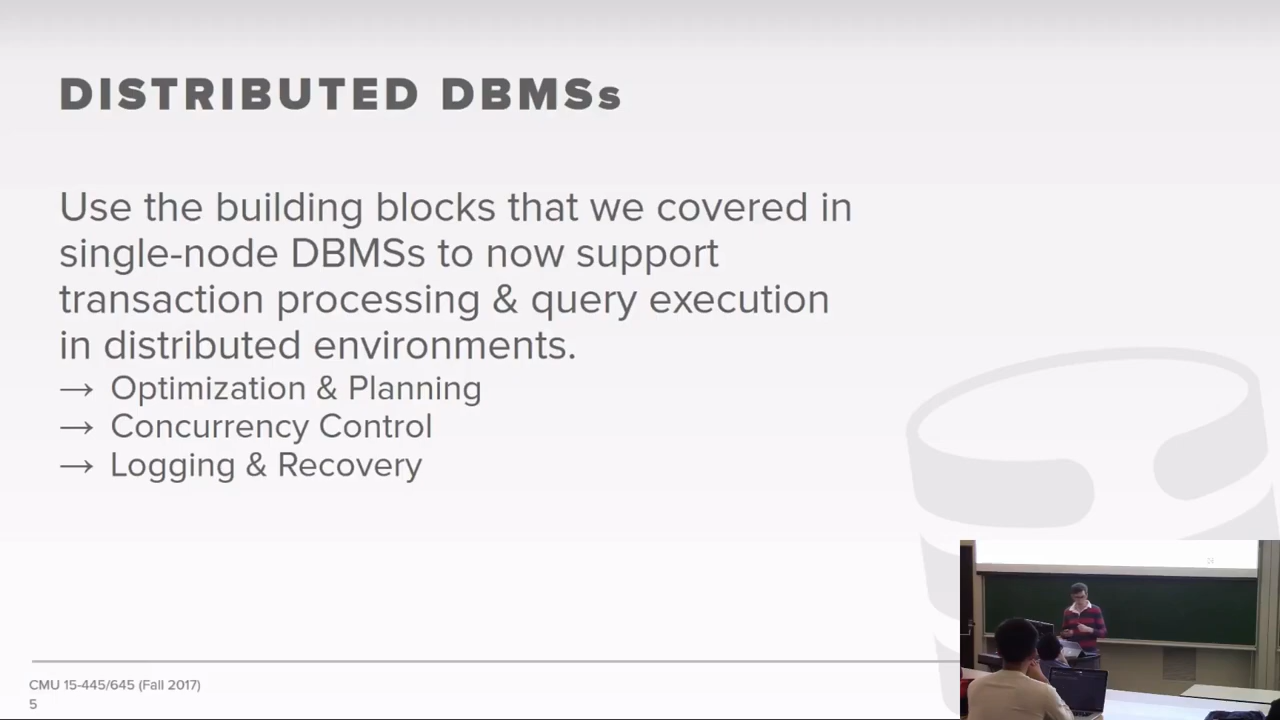 DISTRIBUTED DBMSs
Use the building blocks that we covered in
single-node DBMSs to now support
transaction processing & query execution
in distributed environments.
→ Optimization & Planning
→ Concurrency Control
→ Logging & Recovery
CMU 15-445/645 (Fall 2017)
5